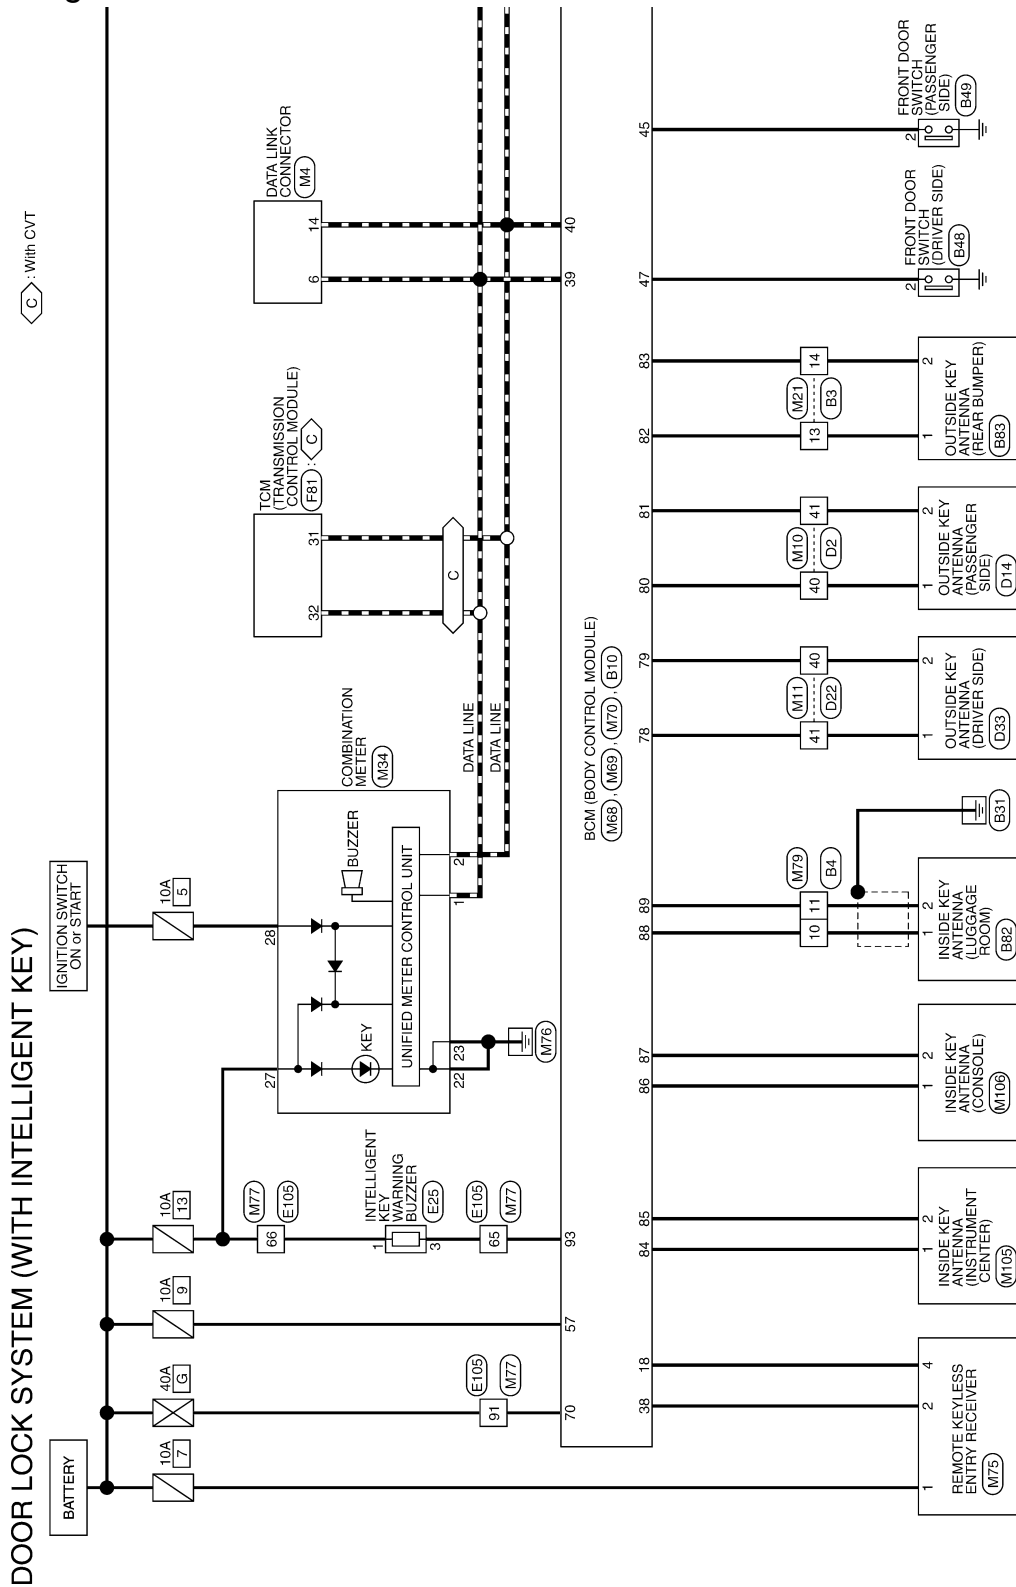 DOOR LOCK SYSTEM (WITH INTELLIGENT KEY)
C : With CVT
BATTERY
IGNITION SWITCH
ON or START
10A
7
40A
G
10A
9
10A
13
10A
5
M77
E105
66
INTELLIGENT
KEY
WARNING
BUZZER
E25
1
3
E105
M77
91
E105
M77
65
COMBINATION
METER
M34
27
28
KEY
BUZZER
UNIFIED METER CONTROL UNIT
22
23
1
2
M76
TCM
(TRANSMISSION
CONTROL MODULE)
F81 : C
32
31
C
DATA LINK
CONNECTOR
M4
6
14
DATA LINE
DATA LINE
70
57
93
39
40
BCM (BODY CONTROL MODULE)
M68 , M69 , M70 , B10
38
18
84
85
86
87
88
89
78
79
80
81
82
83
47
45
M79
B4
10
11
M11
D22
41
40
M10
D2
40
41
M21
B3
13
14
1
2
4
REMOTE KEYLESS
ENTRY RECEIVER
M75
1
2
INSIDE KEY
ANTENNA
(INSTRUMENT
CENTER)
M105
1
2
INSIDE KEY
ANTENNA
(CONSOLE)
M106
1
2
INSIDE KEY
ANTENNA
(LUGGAGE
ROOM)
B82
B31
1
2
OUTSIDE KEY
ANTENNA
(DRIVER SIDE)
D33
1
2
OUTSIDE KEY
ANTENNA
(PASSENGER
SIDE)
D14
1
2
OUTSIDE KEY
ANTENNA
(REAR BUMPER)
B83
FRONT DOOR
SWITCH
(DRIVER SIDE)
B48
2
FRONT DOOR
SWITCH
(PASSENGER
SIDE)
B49
2